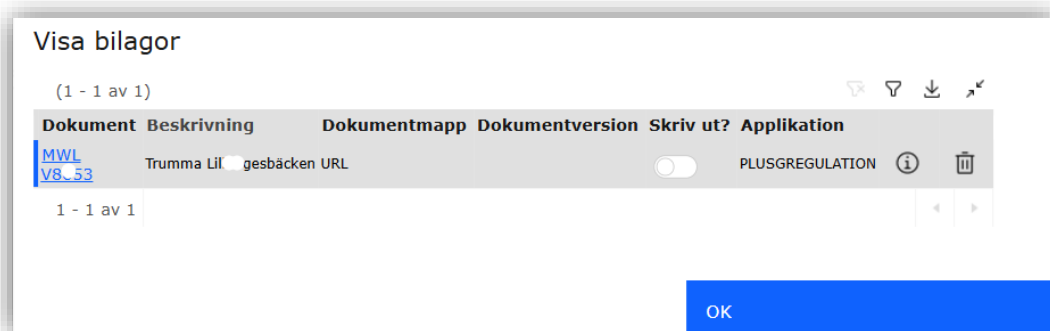 Visa bilagor
(1 - 1 av 1)
Dokument Beskrivning Dokumentmapp Dokumentversion Skriv ut? Applikation
MWL
Trumma URL PLUSGREGULATION
1 - 1 av 1
OK